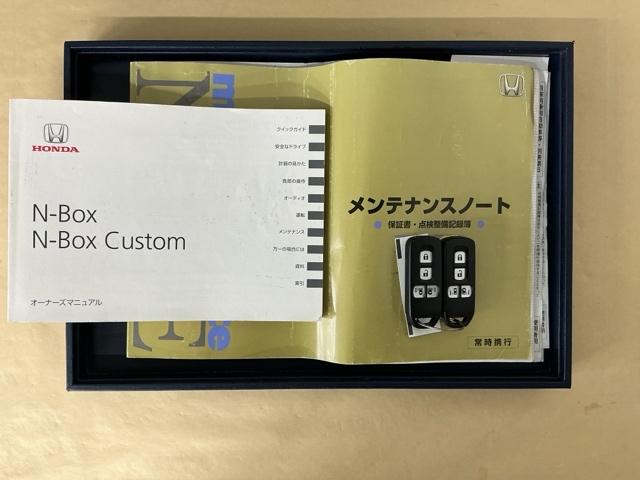 HONDA
N-Box
N-Box Custom
オーナーズマニュアル
クイックガイド
安全なドライブ
計器の見かた
各部の操作
オーディオ
運転
メンテナンス
万一の場合には
資料
索引
メンテナンスノート
保証書・点検整備記録簿
常時携行